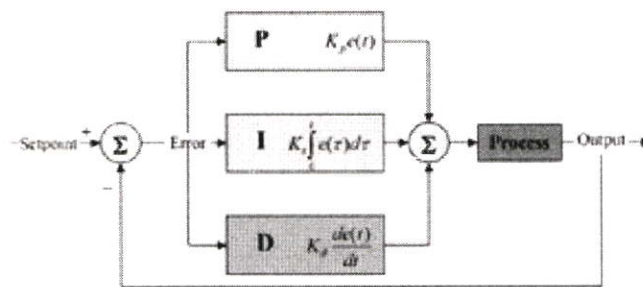 P K_p e(t)
Setpoint + Σ Error I K_i ∫ e(τ)dτ Σ Process Output
−
D K_d de(t)/dt